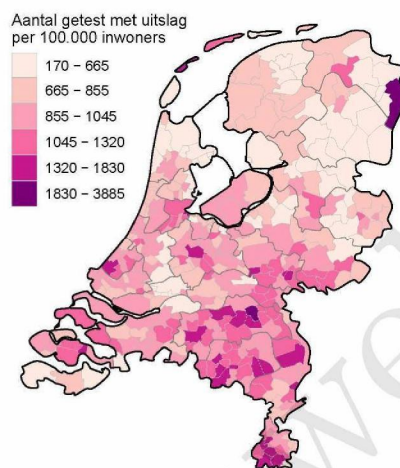 Aantal getest met uitslag
per 100.000 inwoners
170 – 665
665 – 855
855 – 1045
1045 – 1320
1320 – 1830
1830 – 3885